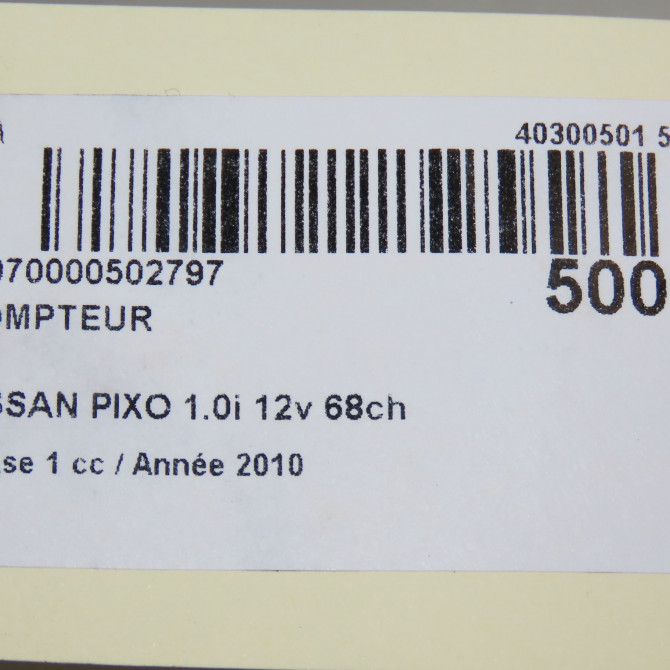 40300501 5
070000502797
500
OMPTEUR
SSAN PIXO 1.0i 12v 68ch
se 1 cc / Année 2010